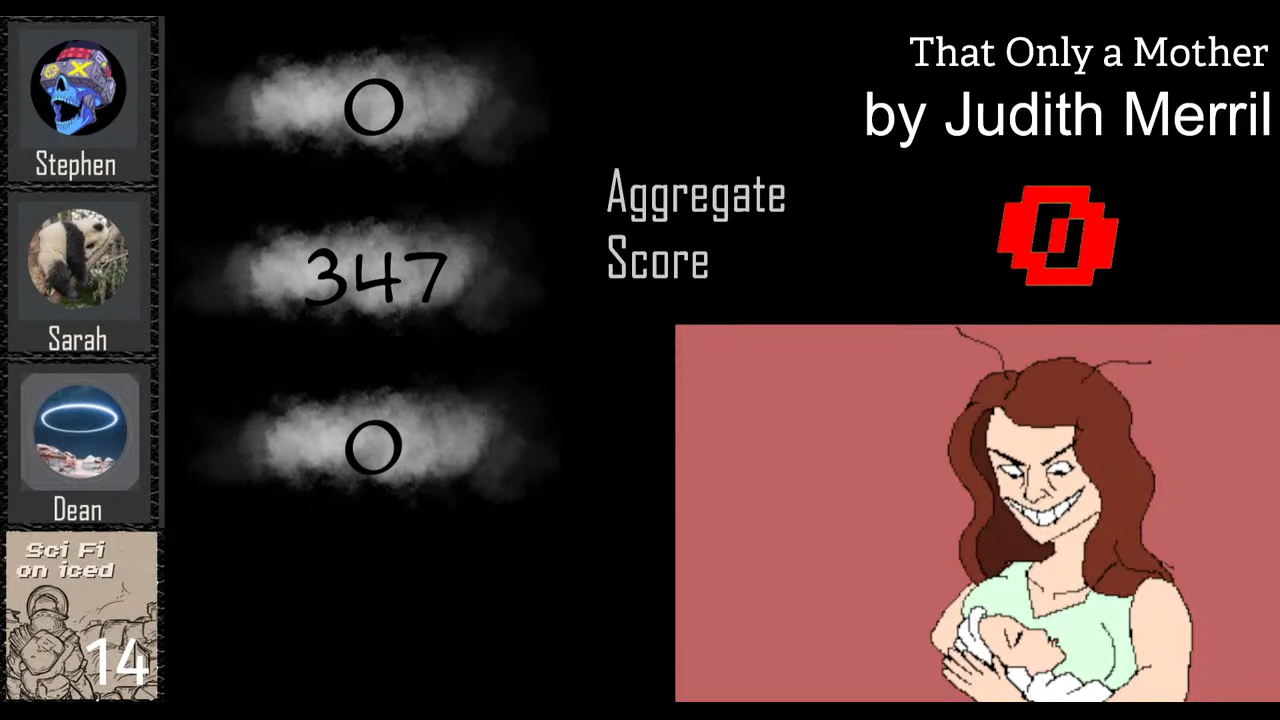 Stephen
0
Sarah
347
Dean
0
Sci Fi
on iced
14
That Only a Mother
by Judith Merril
Aggregate
Score
0